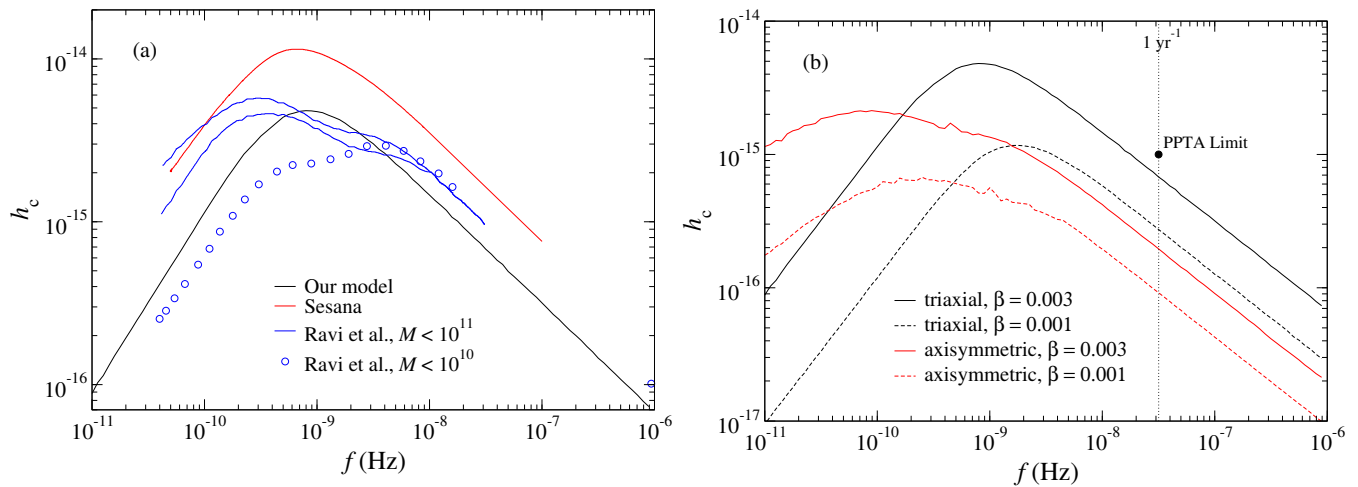 (a)
10^-14
10^-15
10^-16
h_c
Our model
Sesana
Ravi et al., M < 10^11
Ravi et al., M < 10^10
10^-11 10^-10 10^-9 10^-8 10^-7 10^-6
f (Hz)
(b)
1 yr^-1
PPTA Limit
10^-14
10^-15
10^-16
10^-17
h_c
triaxial, β = 0.003
triaxial, β = 0.001
axisymmetric, β = 0.003
axisymmetric, β = 0.001
10^-11 10^-10 10^-9 10^-8 10^-7 10^-6
f (Hz)